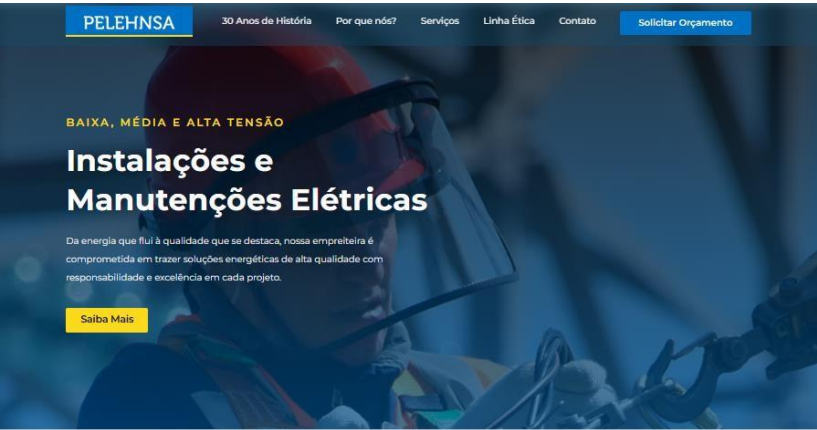 PELEHNSA
30 Anos de História Por que nós? Serviços Linha Ética Contato Solicitar Orçamento
BAIXA, MÉDIA E ALTA TENSÃO
Instalações e
Manutenções Elétricas
Da energia que flui à qualidade que se destaca, nossa empreiteira é
comprometida em trazer soluções energéticas de alta qualidade com
responsabilidade e excelência em cada projeto.
Saiba Mais